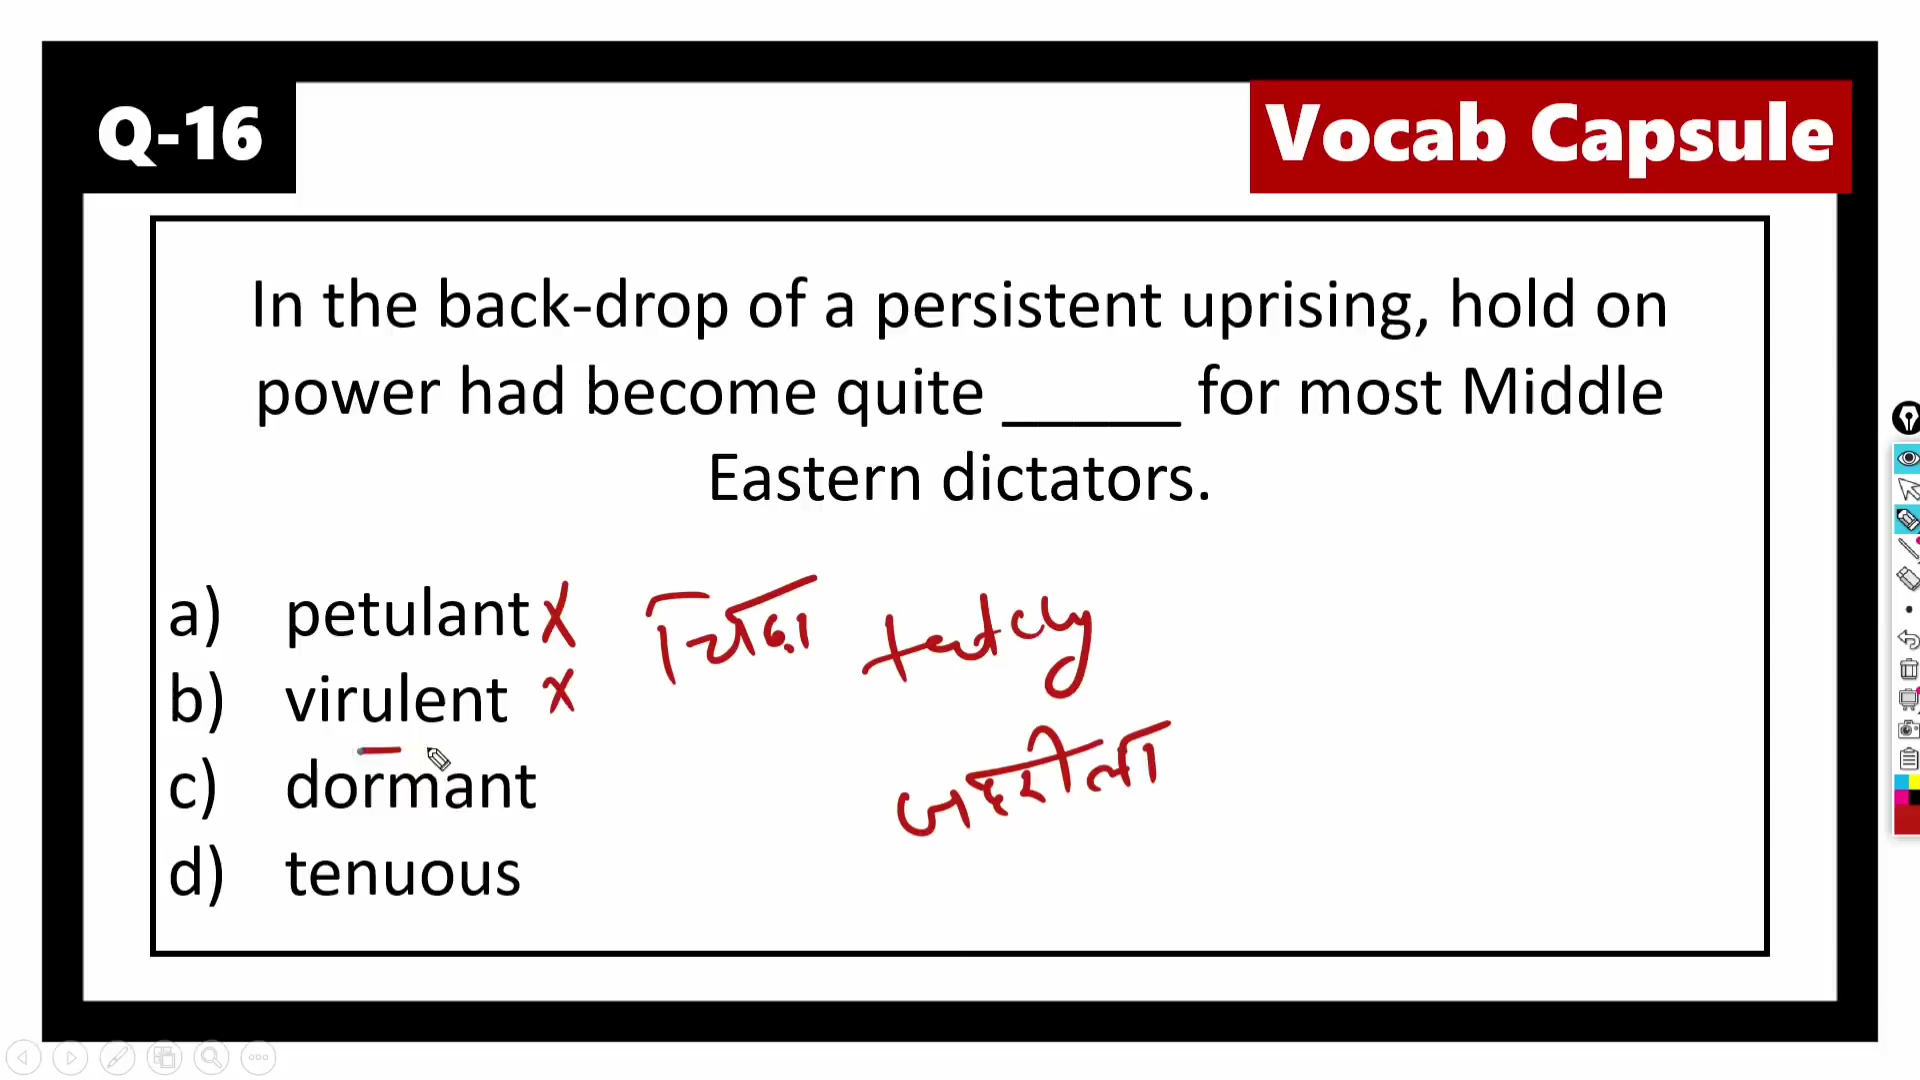 Q-16
Vocab Capsule
In the back-drop of a persistent uprising, hold on
power had become quite ______ for most Middle
Eastern dictators.
a) petulant X
b) virulent x
c) dormant
d) tenuous
जहरीला